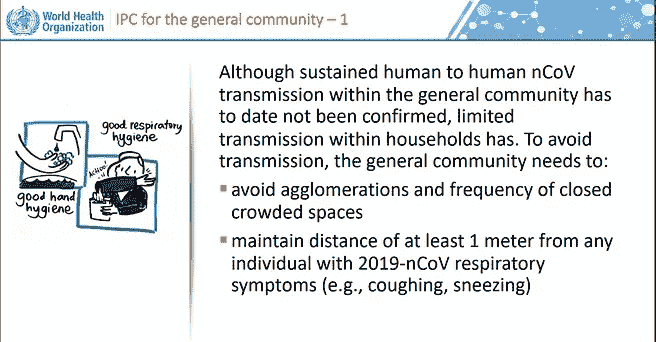 World Health
Organization
IPC for the general community – 1
good respiratory
hygiene
ACHOO!
good hand
hygiene
Although sustained human to human nCoV
transmission within the general community has
to date not been confirmed, limited
transmission within households has. To avoid
transmission, the general community needs to:
▪ avoid agglomerations and frequency of closed
crowded spaces
▪ maintain distance of at least 1 meter from any
individual with 2019-nCoV respiratory
symptoms (e.g., coughing, sneezing)